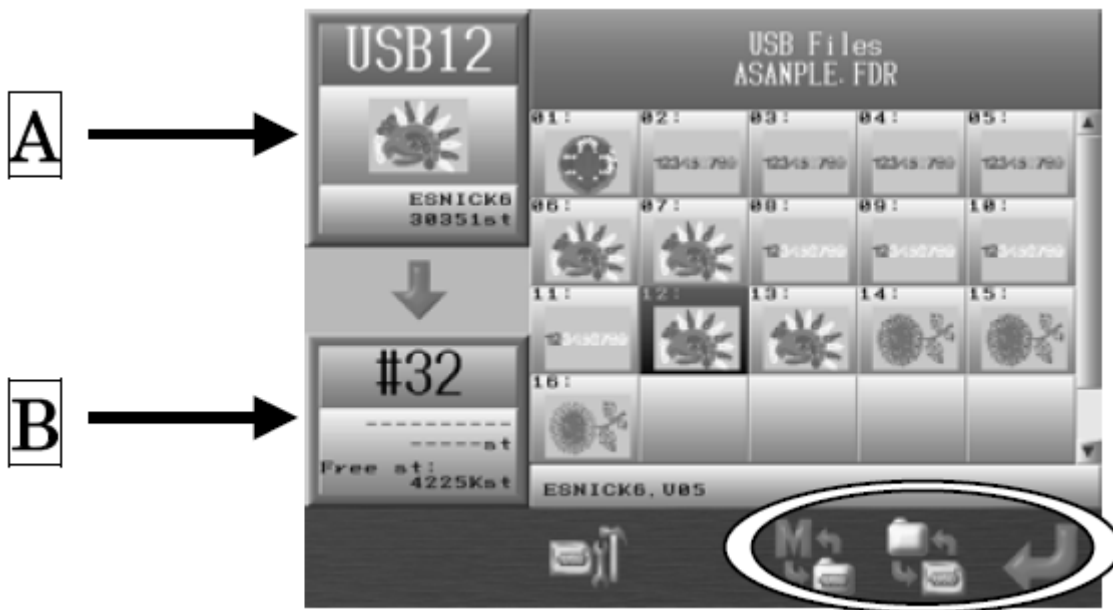 A
B
USB12
ESNICK6
30351st
#32
----------
-----st
Free st:
4225Kst
USB Files
ASANPLE.FDR
01: 02: 03: 04: 05:
06: 07: 08: 09: 10:
11: 12: 13: 14: 15:
16:
ESNICK6.V05
M